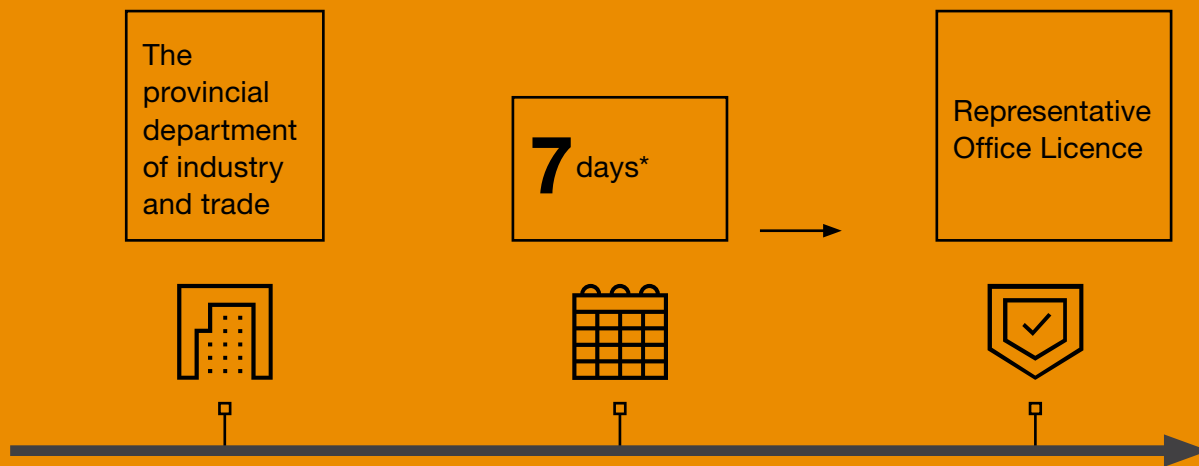 The
provincial
department
of industry
and trade
7 days*
Representative
Office Licence